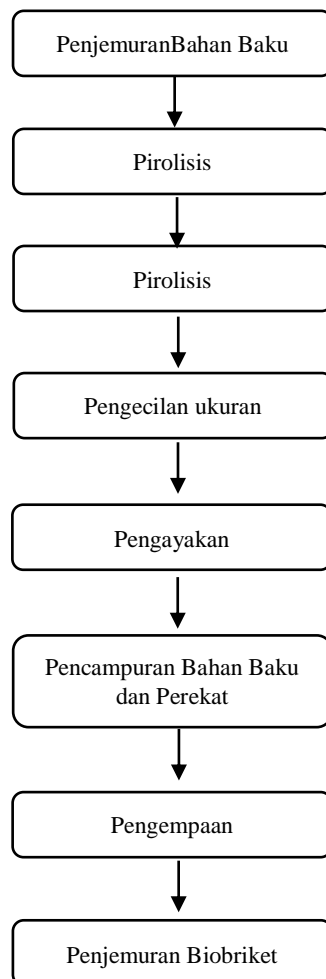 PenjemuranBahan Baku
Pirolisis
Pirolisis
Pengecilan ukuran
Pengayakan
Pencampuran Bahan Baku
dan Perekat
Pengempaan
Penjemuran Biobriket